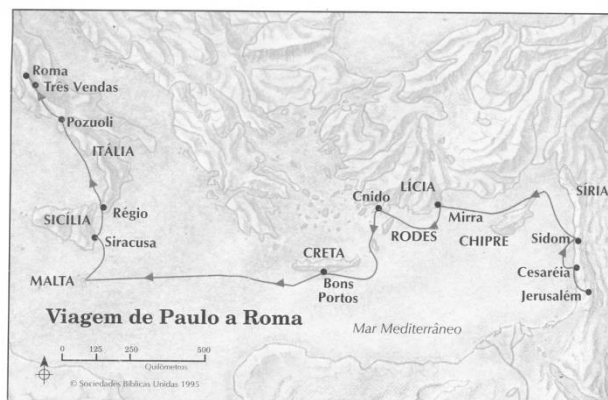 Roma
Três Vendas
Pozuoli
ITÁLIA
LÍCIA
SÍRIA
Cnido
SICÍLIA
Régio
Mirra
RODES
CHIPRE
Siracusa
Sidom
CRETA
Cesaréia
MALTA
Bons
Portos
Jerusalém
Viagem de Paulo a Roma
Mar Mediterrâneo
0 125 250 500
Quilômetros
© Sociedades Bíblicas Unidas 1995